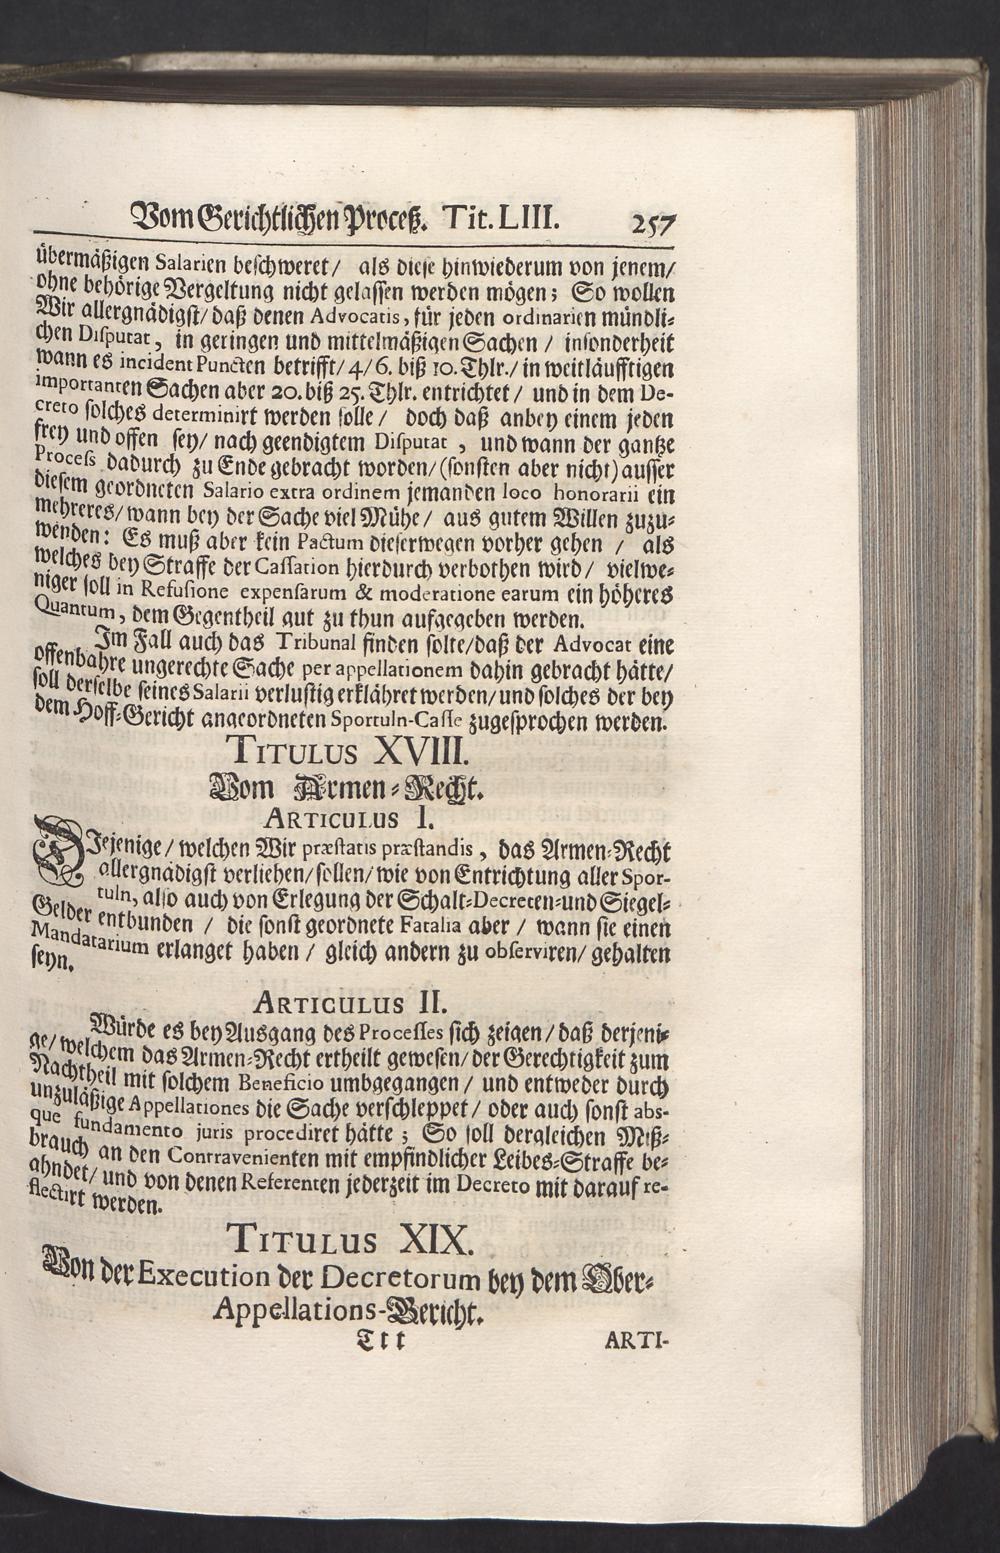 Vom Gerichtlichen Proceß. Tit. LIII. 257
übermäßigen Salarien beschweret / als diese hinwiederum von jenem /
ohne behörige Vergeltung nicht gelassen werden mögen; So wollen
Wir allergnädigst / daß denen Advocatis, für jeden ordinarien mündli-
chen Disputat, in geringen und mittelmäßigen Sachen / insonderheit
wann es incident Puncten betrifft / 4 / 6. biß 10. Thlr. / in weitläufftigen
importanten Sachen aber 20. biß 25. Thlr. entrichtet / und in dem De-
creto solches determinirt werden solle / doch daß anbey einem jeden
frey und offen sey / nach geendigtem Disputat, und wann der gantze
Process dadurch zu Ende gebracht worden / (sonsten aber nicht) ausser
diesem geordneten Salario extra ordinem jemanden loco honorarii ein
mehreres / wann bey der Sache viel Mühe / aus gutem Willen zuzu-
wenden: Es muß aber kein Pactum dieserwegen vorher gehen / als
welches bey Straffe der Cassation hierdurch verbothen wird / vielwe-
niger soll in Refusione expensarum & moderatione earum ein höheres
Quantum, dem Gegentheil gut zu thun aufgegeben werden.
Im Fall auch das Tribunal finden solte / daß der Advocat eine
offenbahre ungerechte Sache per appellationem dahin gebracht hätte /
soll derselbe seines Salarii verlustig erklähret werden / und solches der bey
dem Hoff-Gericht angeordneten Sportuln-Casse zugesprochen werden.
TITULUS XVIII.
Vom Armen-Recht.
ARTICULUS I.
DIejenige / welchen Wir præstatis præstandis, das Armen-Recht
allergnädigst verliehen / sollen / wie von Entrichtung aller Spor-
tuln, also auch von Erlegung der Schalt-Decreten-und Siegel-
Gelder entbunden / die sonst geordnete Fatalia aber / wann sie einen
Mandatarium erlanget haben / gleich andern zu observiren / gehalten
seyn.
ARTICULUS II.
Würde es bey Ausgang des Processes sich zeigen / daß derjeni-
ge / welchem das Armen-Recht ertheilt gewesen / der Gerechtigkeit zum
Nachtheil mit solchem Beneficio umbgegangen / und entweder durch
unzuläßige Appellationes die Sache verschleppet / oder auch sonst abs-
que fundamento juris procediret hätte; So soll dergleichen Miß-
brauch an den Contravenienten mit empfindlicher Leibes-Straffe be-
ahndet / und von denen Referenten jederzeit im Decreto mit darauf re-
flectirt werden.
TITULUS XIX.
Von der Execution der Decretorum bey dem Ober-
Appellations-Gericht.
Ttt ARTI-